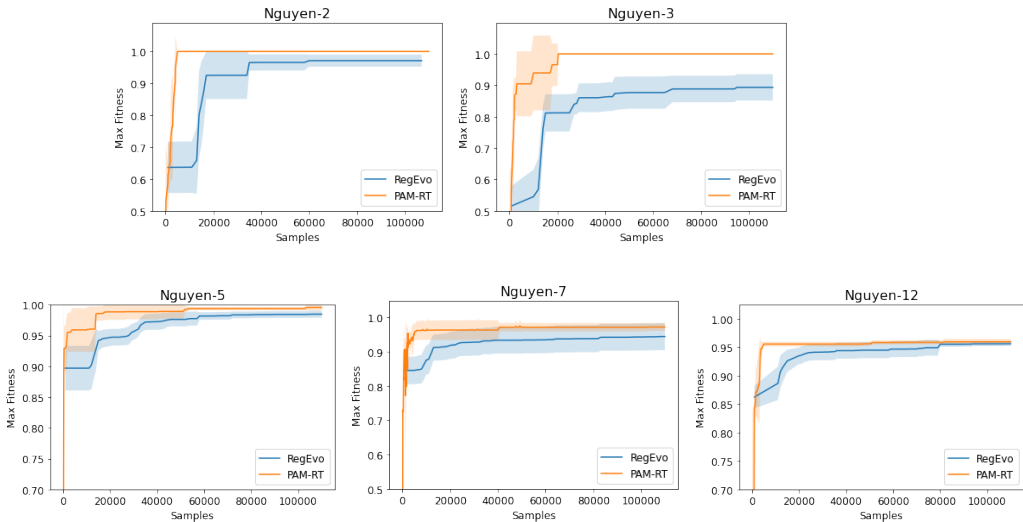 Nguyen-2
Max Fitness
1.0
0.9
0.8
0.7
0.6
0.5
0 20000 40000 60000 80000 100000
Samples
RegEvo
PAM-RT
Nguyen-3
Max Fitness
1.0
0.9
0.8
0.7
0.6
0.5
0 20000 40000 60000 80000 100000
Samples
RegEvo
PAM-RT
Nguyen-5
Max Fitness
1.00
0.95
0.90
0.85
0.80
0.75
0.70
0 20000 40000 60000 80000 100000
Samples
RegEvo
PAM-RT
Nguyen-7
Max Fitness
1.0
0.9
0.8
0.7
0.6
0.5
0 20000 40000 60000 80000 100000
Samples
RegEvo
PAM-RT
Nguyen-12
Max Fitness
1.00
0.95
0.90
0.85
0.80
0.75
0.70
0 20000 40000 60000 80000 100000
Samples
RegEvo
PAM-RT